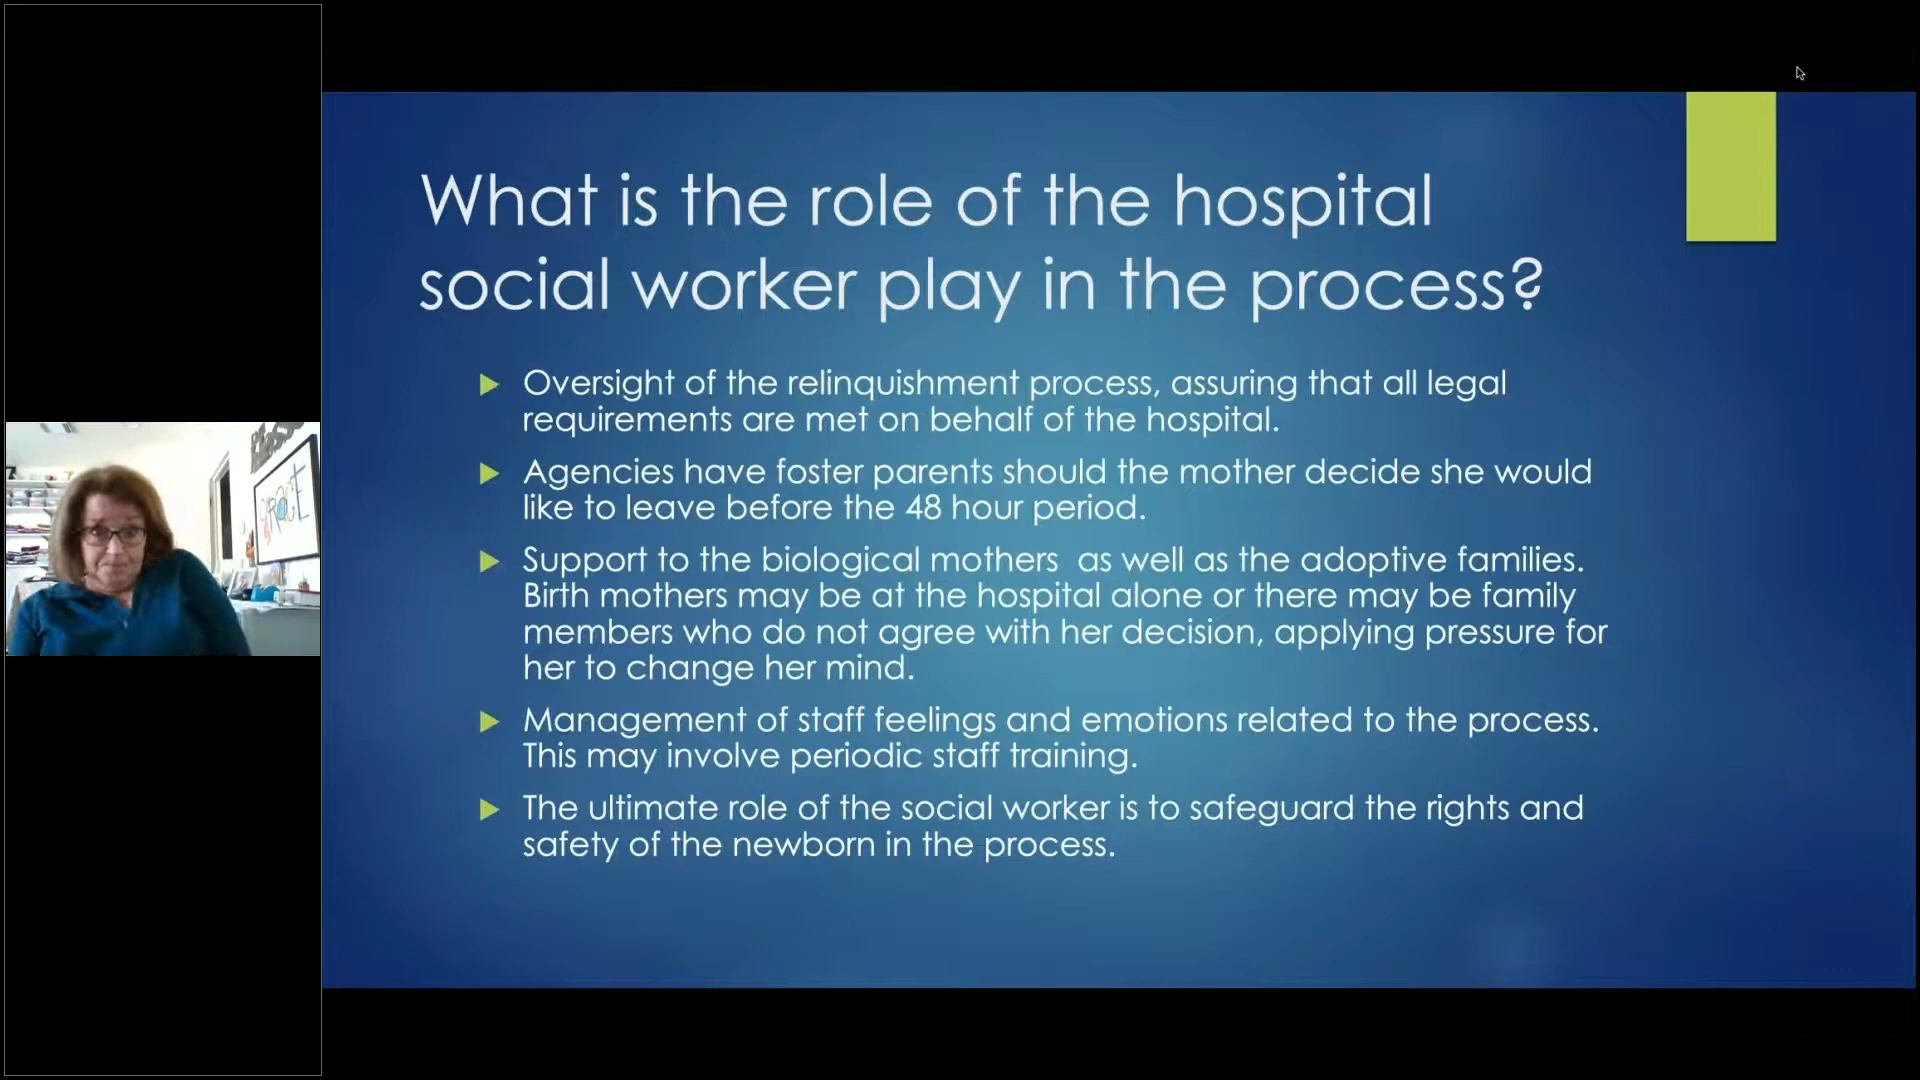 What is the role of the hospital
social worker play in the process?
Oversight of the relinquishment process, assuring that all legal
requirements are met on behalf of the hospital.
Agencies have foster parents should the mother decide she would
like to leave before the 48 hour period.
Support to the biological mothers  as well as the adoptive families.
Birth mothers may be at the hospital alone or there may be family
members who do not agree with her decision, applying pressure for
her to change her mind.
Management of staff feelings and emotions related to the process.
This may involve periodic staff training.
The ultimate role of the social worker is to safeguard the rights and
safety of the newborn in the process.